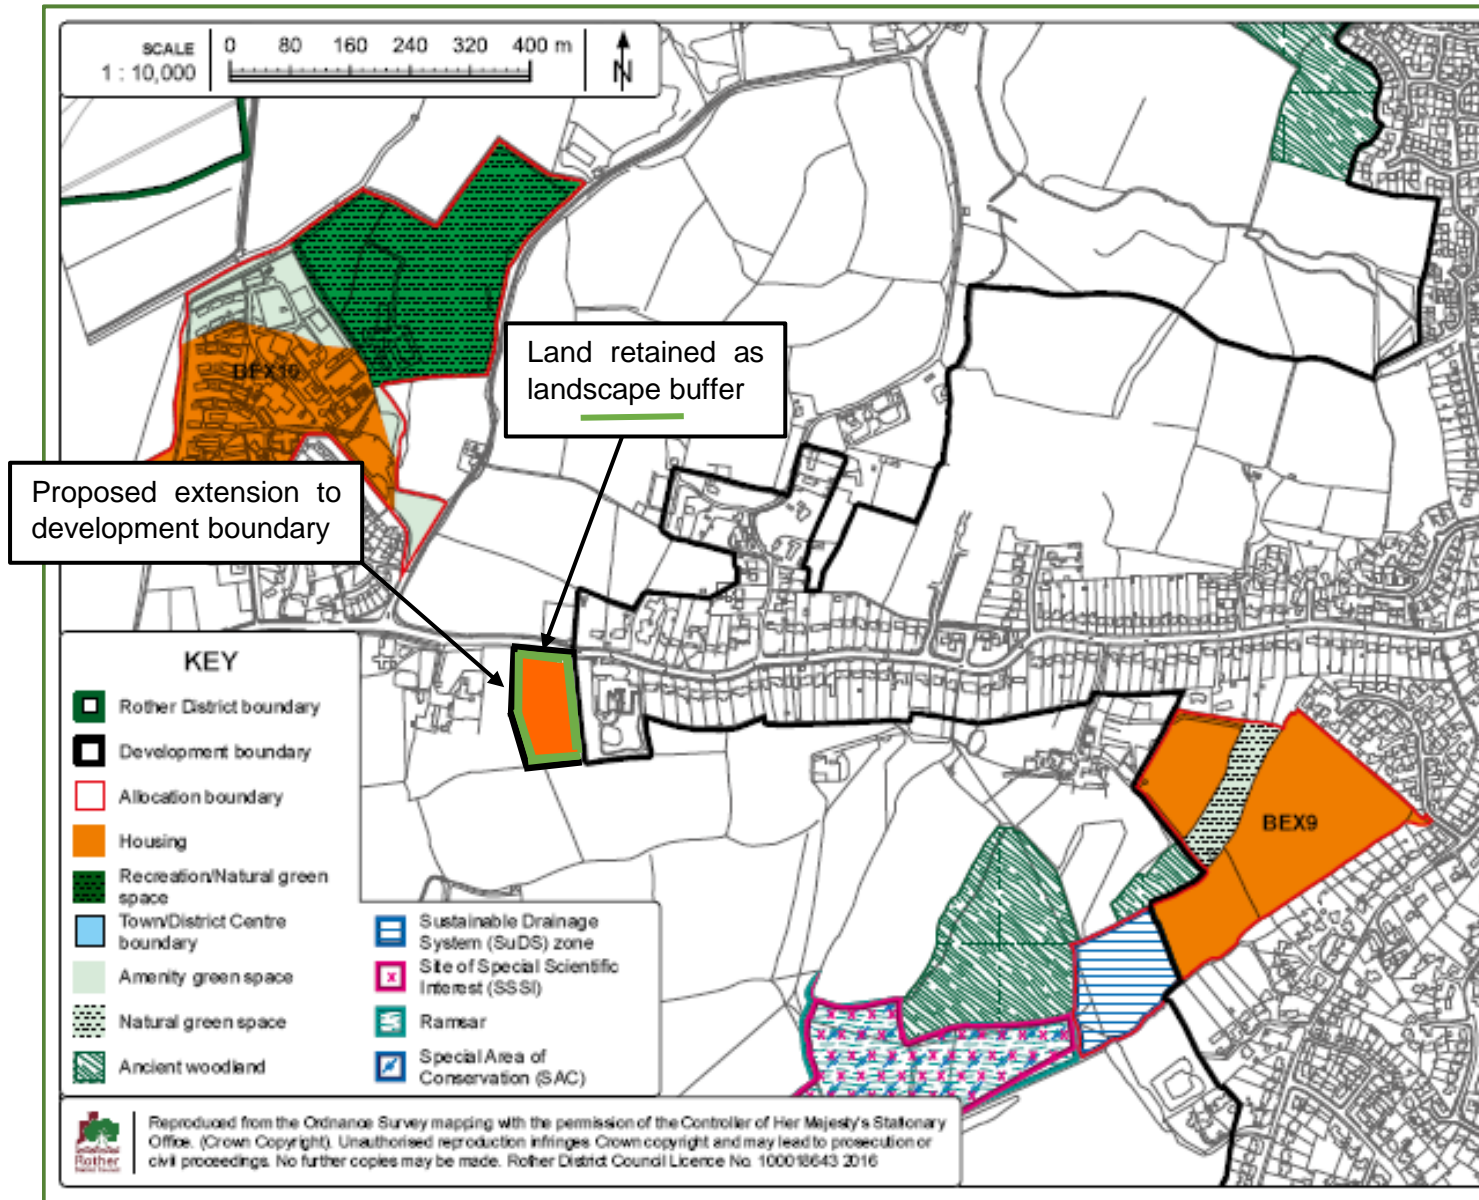 SCALE
1 : 10,000
0 80 160 240 320 400 m
N
BEX10
Land retained as
landscape buffer
Proposed extension to
development boundary
BEX9
KEY
Rother District boundary
Development boundary
Allocation boundary
Housing
Recreation/Natural green
space
Town/District Centre
boundary
Amenity green space
Natural green space
Ancient woodland
Sustainable Drainage
System (SuDS) zone
Site of Special Scientific
Interest (SSSI)
Ramsar
Special Area of
Conservation (SAC)
Rother
District Council
Reproduced from the Ordnance Survey mapping with the permission of the Controller of Her Majesty's Stationary
Office. (Crown Copyright). Unauthorised reproduction infringes Crown copyright and may lead to prosecution or
civil proceedings. No further copies may be made. Rother District Council Licence No. 100018643 2016